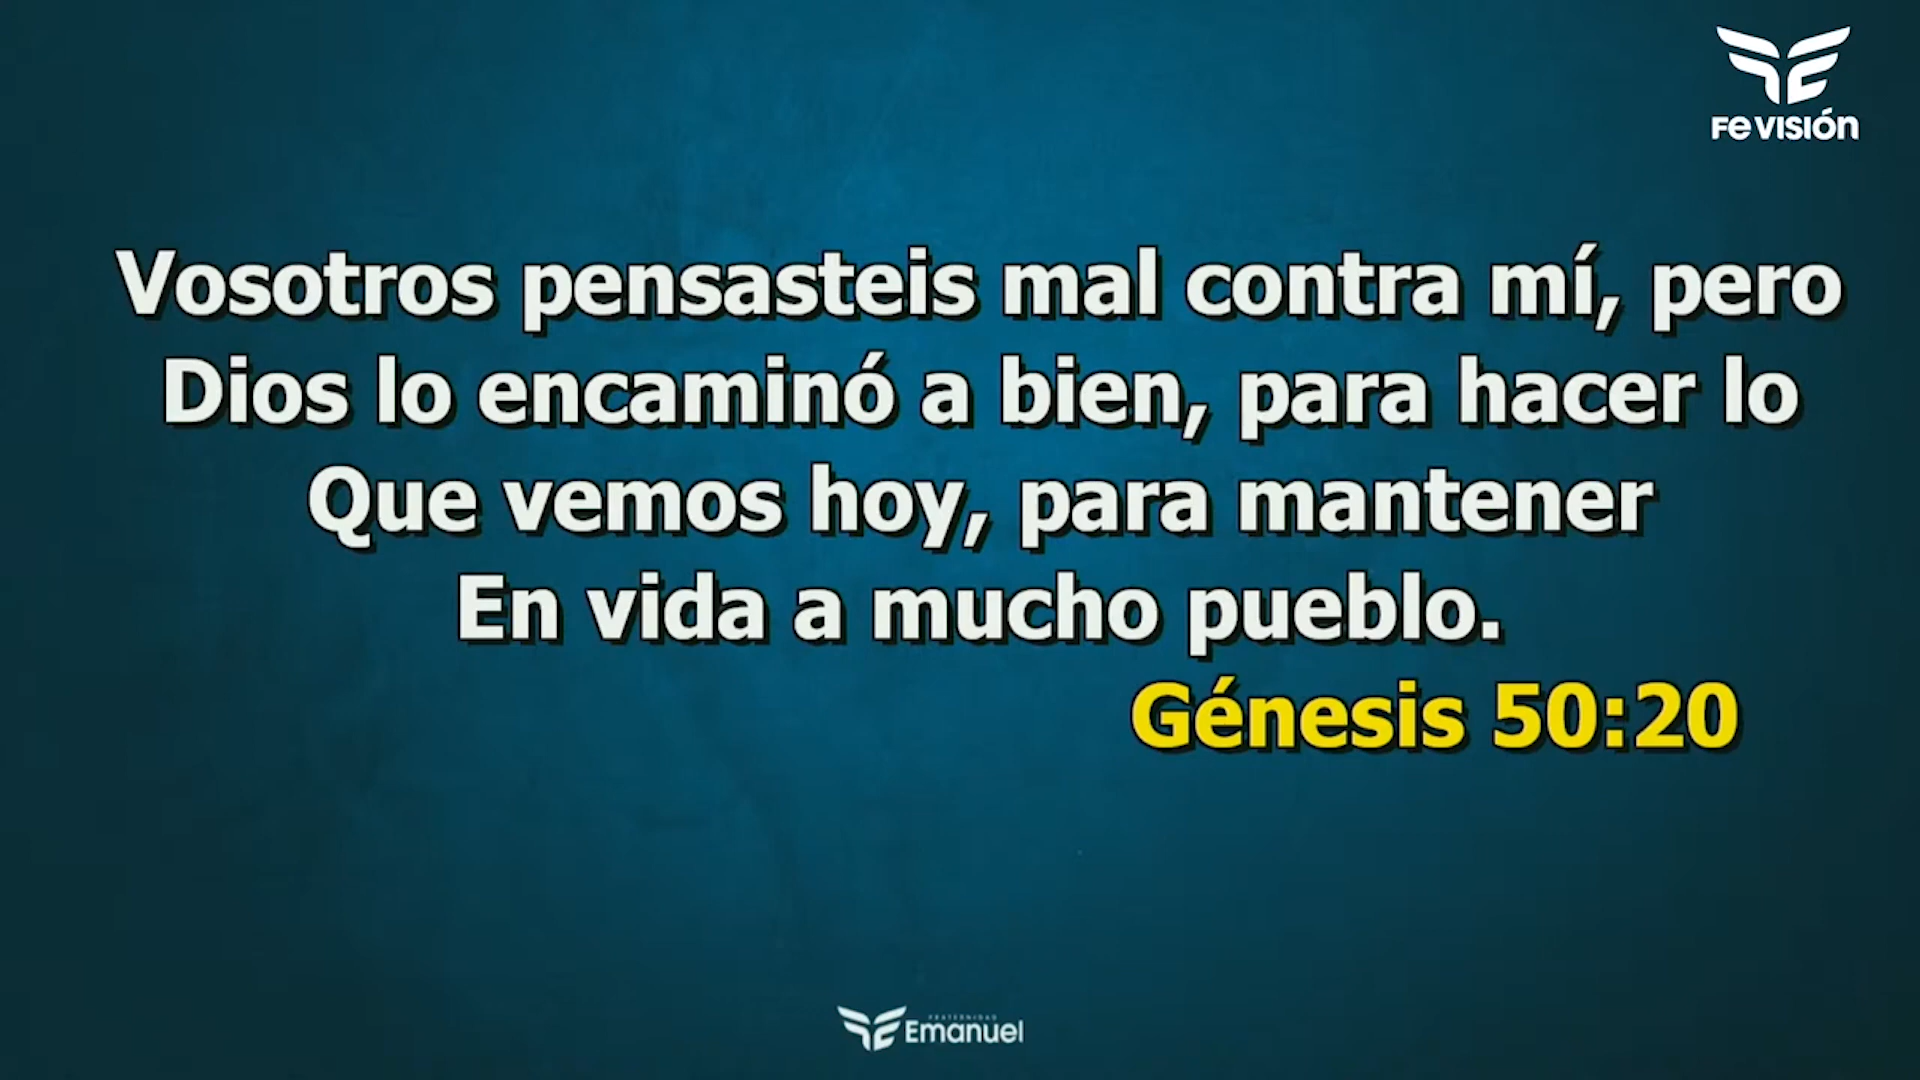 FE VISIÓN
Vosotros pensasteis mal contra mí, pero
Dios lo encaminó a bien, para hacer lo
Que vemos hoy, para mantener
En vida a mucho pueblo.
Génesis 50:20
FRATERNIDAD
Emanuel